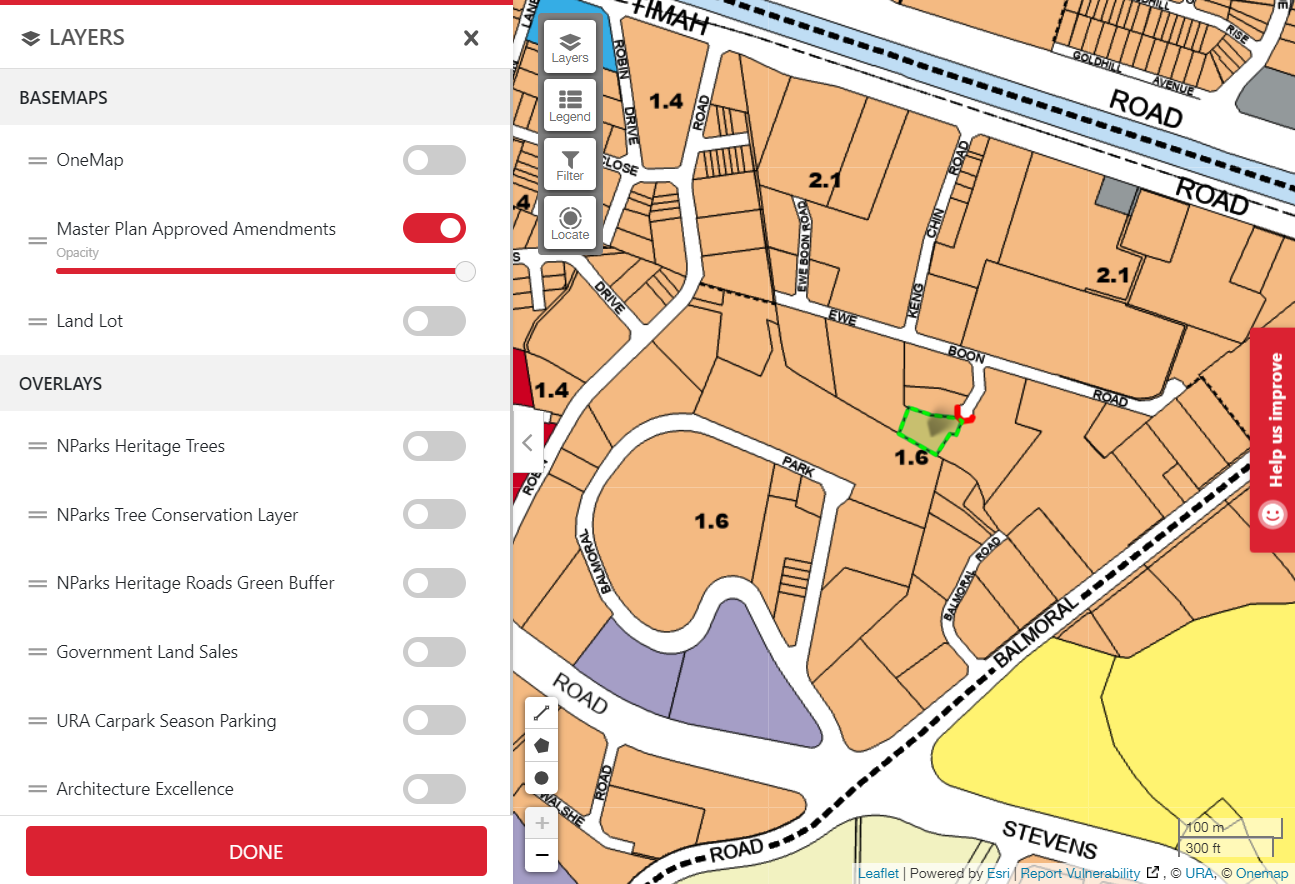 LAYERS
BASEMAPS
OneMap
Master Plan Approved Amendments
Opacity
Land Lot
OVERLAYS
NParks Heritage Trees
NParks Tree Conservation Layer
NParks Heritage Roads Green Buffer
Government Land Sales
URA Carpark Season Parking
Architecture Excellence
DONE
Layers
Legend
Filter
Locate
TIMAH
LANE
ROBIN
DRIVE
1.4
ROAD
CLOSE
.4
GOLDHILL
AVENUE
RISE
ROAD
ROAD
2.1
EWE BOON ROAD
KENG
CHIN
ROAD
2.1
DRIVE
EWE
BOON
ROAD
1.4
1.6
PARK
1.6
BALMORAL
BALMORAL
ROAD
BALMORAL
ROAD
ROAD
WALSHE
ROAD
STEVENS
Help us improve
100 m
300 ft
Leaflet | Powered by Esri | Report Vulnerability , © URA, © Onemap